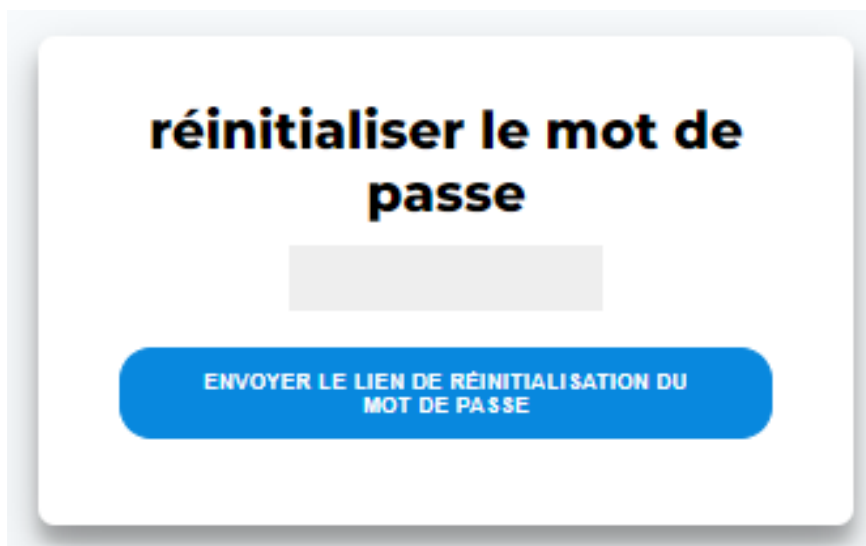 réinitialiser le mot de
passe
ENVOYER LE LIEN DE RÉINITIALISATION DU
MOT DE PASSE